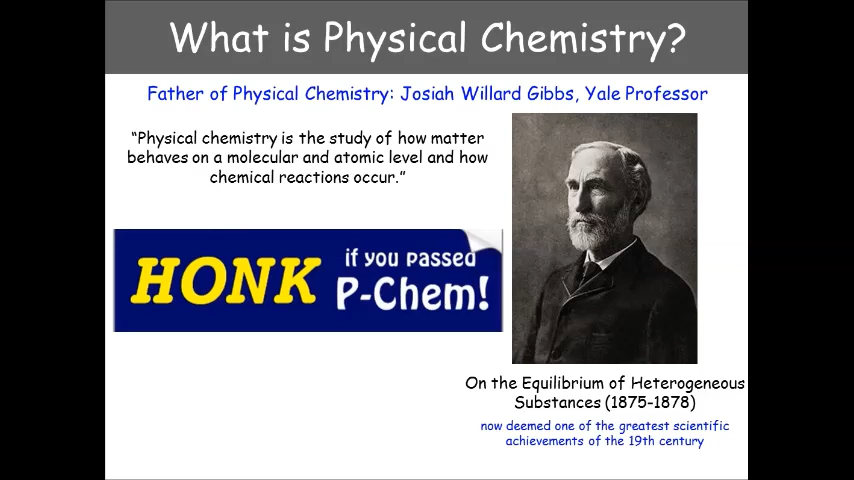 What is Physical Chemistry?
Father of Physical Chemistry: Josiah Willard Gibbs, Yale Professor
“Physical chemistry is the study of how matter
behaves on a molecular and atomic level and how
chemical reactions occur.”
HONK
if you passed
P-Chem!
On the Equilibrium of Heterogeneous
Substances (1875-1878)
now deemed one of the greatest scientific
achievements of the 19th century